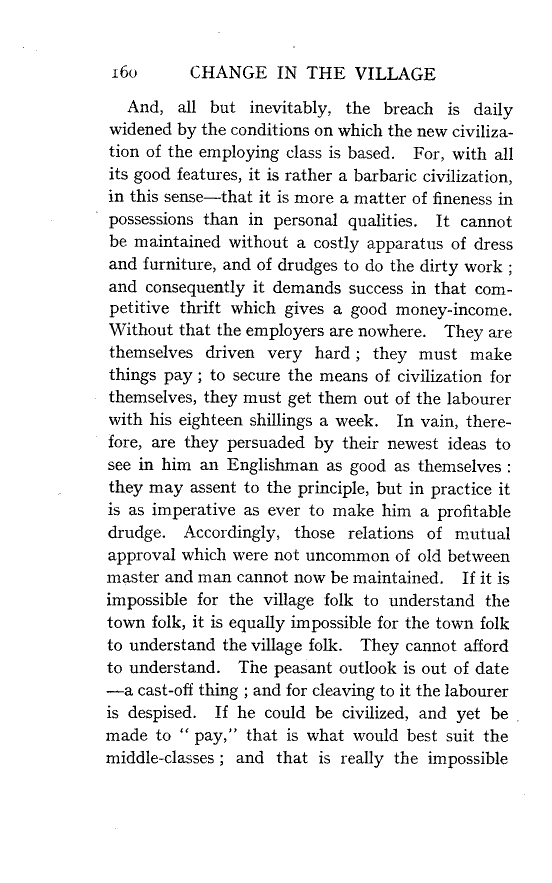 160 CHANGE IN THE VILLAGE
And, all but inevitably, the breach is daily
widened by the conditions on which the new civiliza-
tion of the employing class is based. For, with all
its good features, it is rather a barbaric civilization,
in this sense—that it is more a matter of fineness in
possessions than in personal qualities. It cannot
be maintained without a costly apparatus of dress
and furniture, and of drudges to do the dirty work ;
and consequently it demands success in that com-
petitive thrift which gives a good money-income.
Without that the employers are nowhere. They are
themselves driven very hard ; they must make
things pay ; to secure the means of civilization for
themselves, they must get them out of the labourer
with his eighteen shillings a week. In vain, there-
fore, are they persuaded by their newest ideas to
see in him an Englishman as good as themselves :
they may assent to the principle, but in practice it
is as imperative as ever to make him a profitable
drudge. Accordingly, those relations of mutual
approval which were not uncommon of old between
master and man cannot now be maintained. If it is
impossible for the village folk to understand the
town folk, it is equally impossible for the town folk
to understand the village folk. They cannot afford
to understand. The peasant outlook is out of date
—a cast-off thing ; and for cleaving to it the labourer
is despised. If he could be civilized, and yet be
made to “ pay,” that is what would best suit the
middle-classes ; and that is really the impossible